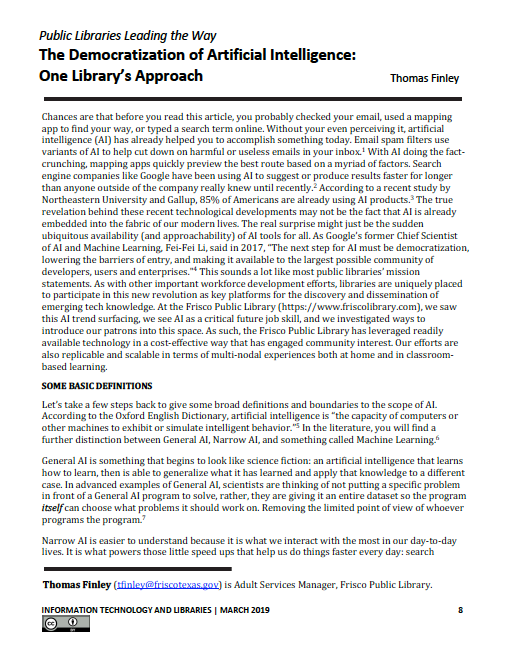 Public Libraries Leading the Way
The Democratization of Artificial Intelligence:
One Library's Approach
Thomas Finley
Chances are that before you read this article, you probably checked your email, used a mapping
app to find your way, or typed a search term online. Without your even perceiving it, artificial
intelligence (AI) has already helped you to accomplish something today. Email spam filters use
variants of AI to help cut down on harmful or useless emails in your inbox.1 With AI doing the fact-
crunching, mapping apps quickly preview the best route based on a myriad of factors. Search
engine companies like Google have been using AI to suggest or produce results faster for longer
than anyone outside of the company really knew until recently.2 According to a recent study by
Northeastern University and Gallup, 85% of Americans are already using AI products.3 The true
revelation behind these recent technological developments may not be the fact that AI is already
embedded into the fabric of our modern lives. The real surprise might just be the sudden
ubiquitous availability (and approachability) of AI tools for all. As Google's former Chief Scientist
of AI and Machine Learning, Fei-Fei Li, said in 2017, "The next step for AI must be democratization,
lowering the barriers of entry, and making it available to the largest possible community of
developers, users and enterprises."4 This sounds a lot like most public libraries' mission
statements. As with other important workforce development efforts, libraries are uniquely placed
to participate in this new revolution as key platforms for the discovery and dissemination of
emerging tech knowledge. At the Frisco Public Library (https://www.friscolibrary.com), we saw
this AI trend surfacing, we see AI as a critical future job skill, and we investigated ways to
introduce our patrons into this space. As such, the Frisco Public Library has leveraged readily
available technology in a cost-effective way that has engaged community interest. Our efforts are
also replicable and scalable in terms of multi-nodal experiences both at home and in classroom-
based learning.
SOME BASIC DEFINITIONS
Let's take a few steps back to give some broad definitions and boundaries to the scope of AI.
According to the Oxford English Dictionary, artificial intelligence is "the capacity of computers or
other machines to exhibit or simulate intelligent behavior."5 In the literature, you will find a
further distinction between General AI, Narrow AI, and something called Machine Learning.6
General AI is something that begins to look like science fiction: an artificial intelligence that learns
how to learn, then is able to generalize what it has learned and apply that knowledge to a different
case. In advanced examples of General AI, scientists are thinking of not putting a specific problem
in front of a General AI program to solve, rather, they are giving it an entire dataset so the program
itself can choose what problems it should work on. Removing the limited point of view of whoever
programs the program.7
Narrow AI is easier to understand because it is what we interact with the most in our day-to-day
lives. It is what powers those little speed ups that help us do things faster every day: search
Thomas Finley (tfinley@friscotexas.gov) is Adult Services Manager, Frisco Public Library.
INFORMATION TECHNOLOGY AND LIBRARIES | MARCH 2019 8
CC BY